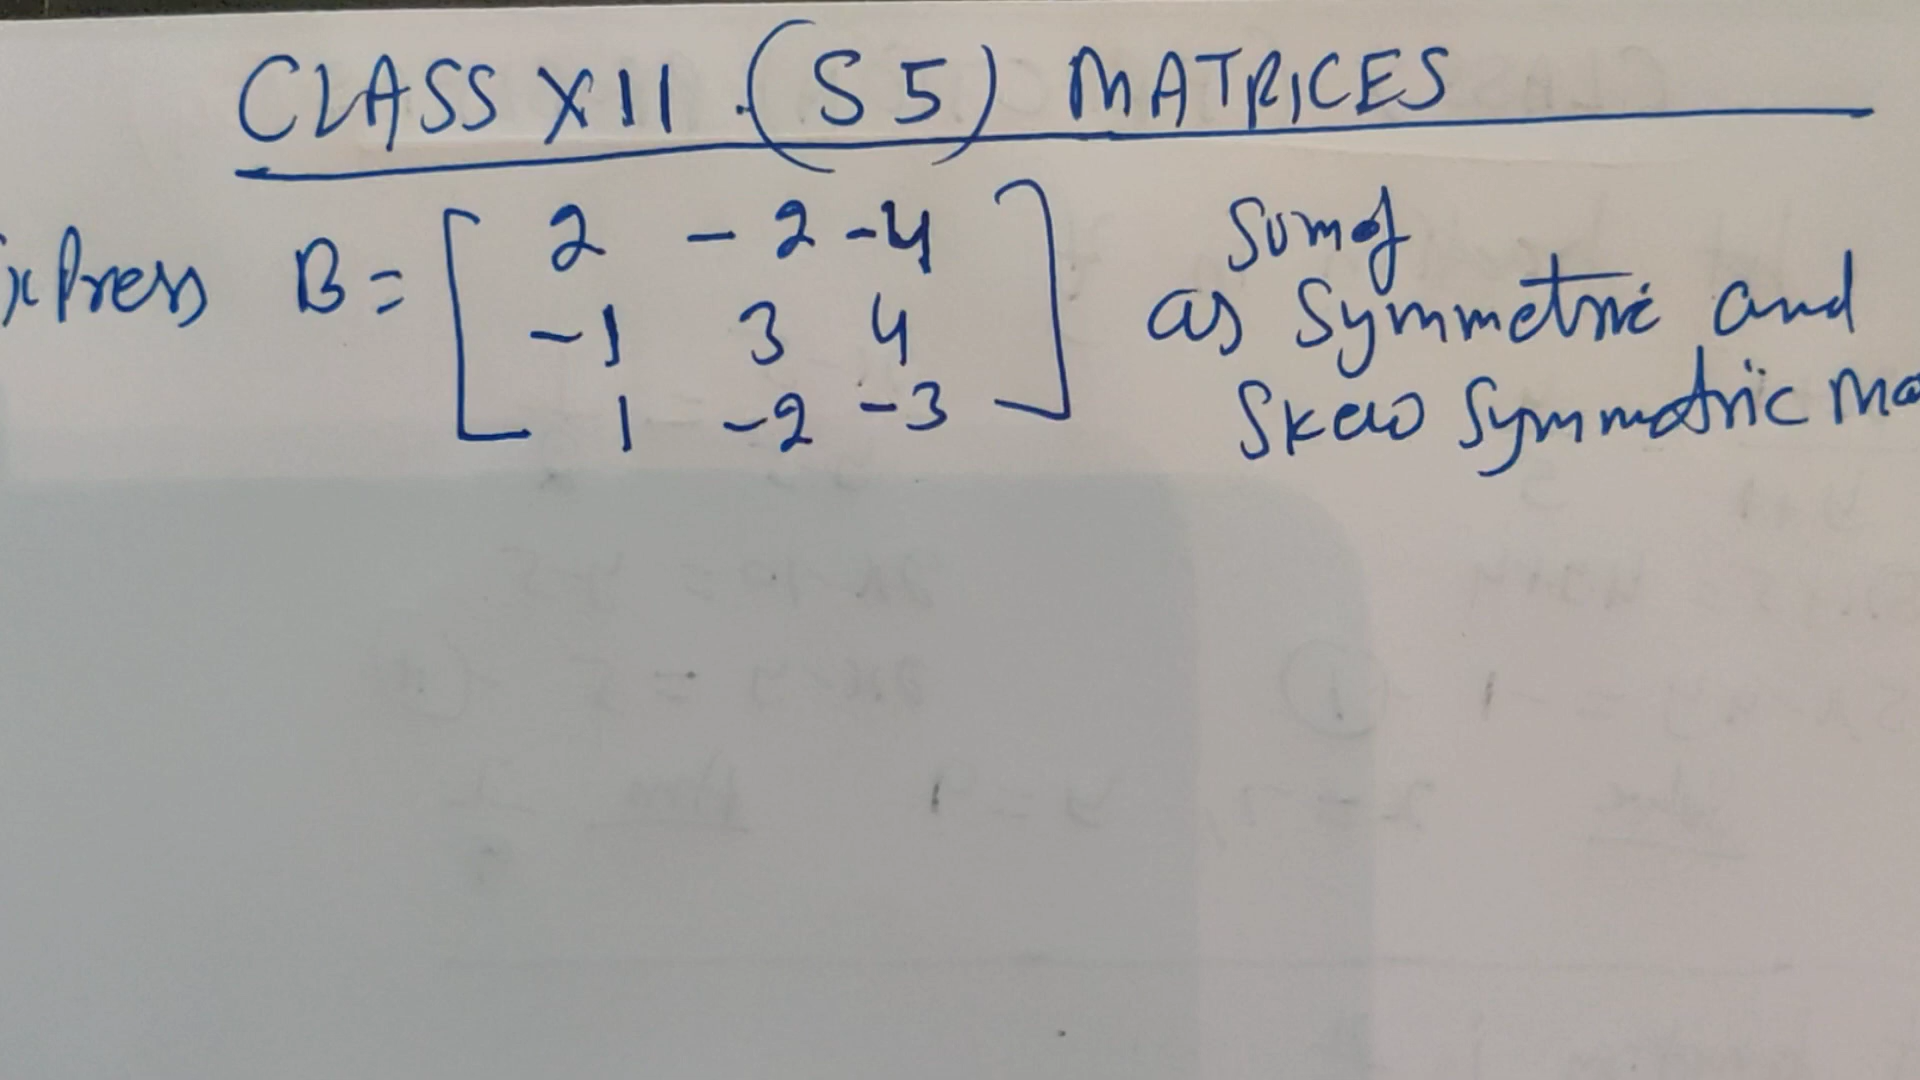 CLASS XII (S5) MATRICES
xpress B = [ 2 -2 -4
-1 3 4
1 -2 -3 ]
sum of
as symmetric and
Skew Symmetric Ma